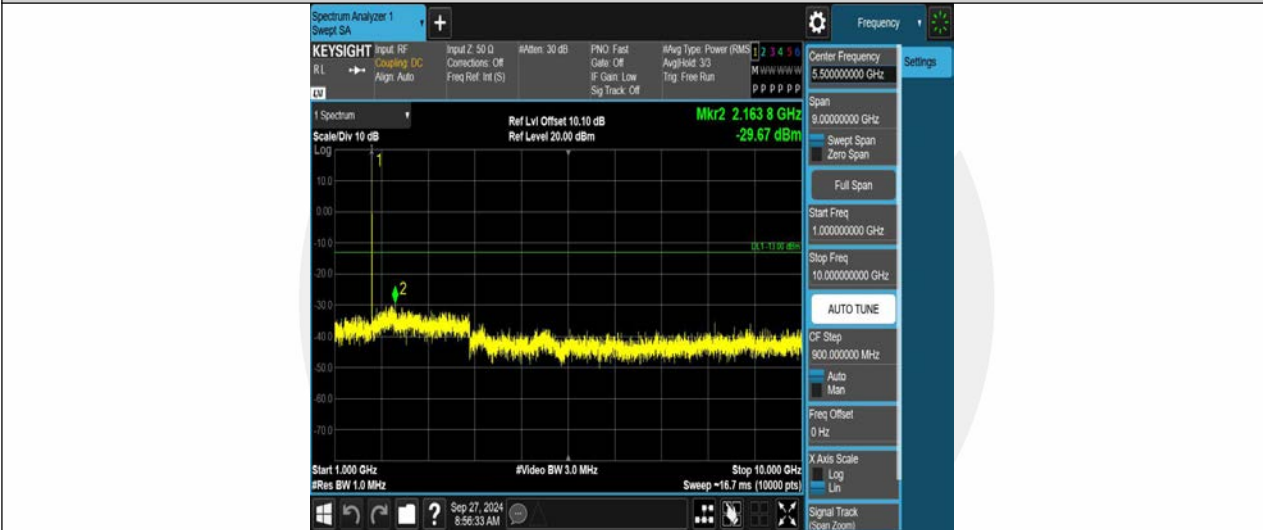 Spectrum Analyzer 1
Swept SA
+
Frequency
KEYSIGHT
RL
Input: RF
Coupling: DC
Align: Auto
Input Z: 50 Ω
Corrections: Off
Freq Ref: Int (S)
#Atten: 30 dB
PNO: Fast
Gate: Off
IF Gain: Low
Sig Track: Off
#Avg Type: Power (RMS
Avg|Hold: 3/3
Trig: Free Run
1 2 3 4 5 6
M w w w w w
P P P P P P
1 Spectrum
Scale/Div 10 dB
Log
Ref Lvl Offset 10.10 dB
Ref Level 20.00 dBm
Mkr2 2.163 8 GHz
-29.67 dBm
1
10.0
0.00
-10.0
DL1 -13.00 dBm
-20.0
2
-30.0
-40.0
-50.0
-60.0
-70.0
Start 1.000 GHz
#Res BW 1.0 MHz
#Video BW 3.0 MHz
Stop 10.000 GHz
Sweep ~16.7 ms (10000 pts)
Center Frequency
5.500000000 GHz
Settings
Span
9.00000000 GHz
Swept Span
Zero Span
Full Span
Start Freq
1.000000000 GHz
Stop Freq
10.000000000 GHz
AUTO TUNE
CF Step
900.000000 MHz
Auto
Man
Freq Offset
0 Hz
X Axis Scale
Log
Lin
Signal Track
(Span Zoom)
?
Sep 27, 2024
8:56:33 AM